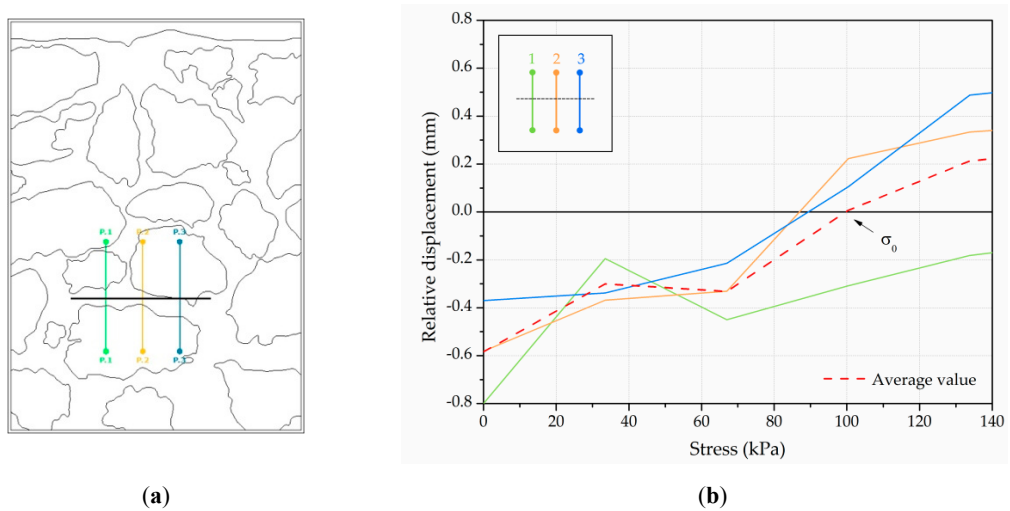 P.1 P.2 P.3
P.1 P.2 P.3
(a)
0.8
0.6
0.4
0.2
0.0
-0.2
-0.4
-0.6
-0.8
Relative displacement (mm)
1 2 3
σ0
Average value
0 20 40 60 80 100 120 140
Stress (kPa)
(b)